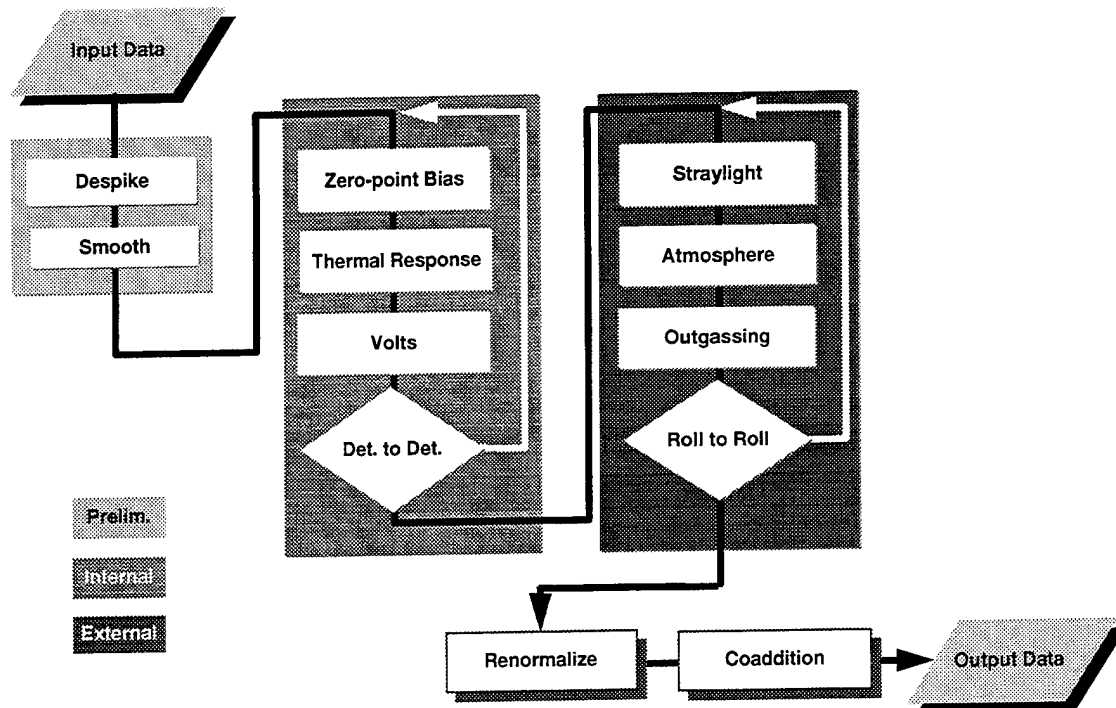 Input Data
Despike
Smooth
Zero-point Bias
Thermal Response
Volts
Det. to Det.
Straylight
Atmosphere
Outgassing
Roll to Roll
Prelim.
Internal
External
Renormalize
Coaddition
Output Data